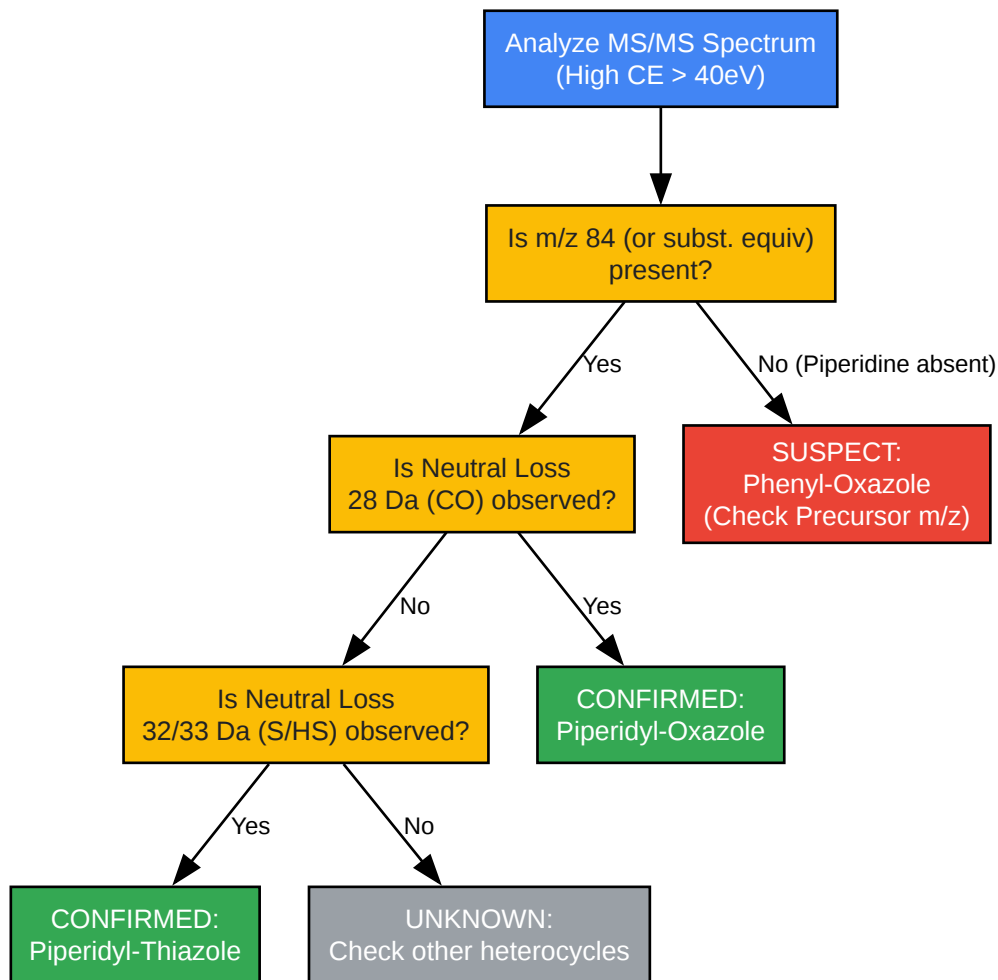 Analyze MS/MS Spectrum
(High CE > 40eV)
Is m/z 84 (or subst. equiv)
present?
Yes
No (Piperidine absent)
Is Neutral Loss
28 Da (CO) observed?
SUSPECT:
Phenyl-Oxazole
(Check Precursor m/z)
No
Yes
Is Neutral Loss
32/33 Da (S/HS) observed?
CONFIRMED:
Piperidyl-Oxazole
Yes
No
CONFIRMED:
Piperidyl-Thiazole
UNKNOWN:
Check other heterocycles